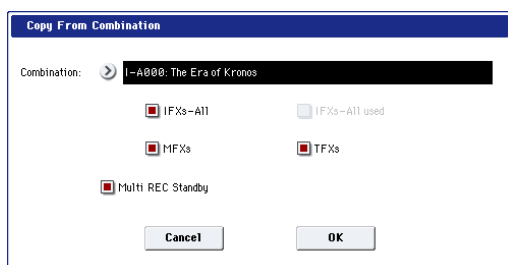 Copy From Combination
Combination: I-A000: The Era of Kronos
IFXs-All IFXs-All used
MFXs TFXs
Multi REC Standby
Cancel OK